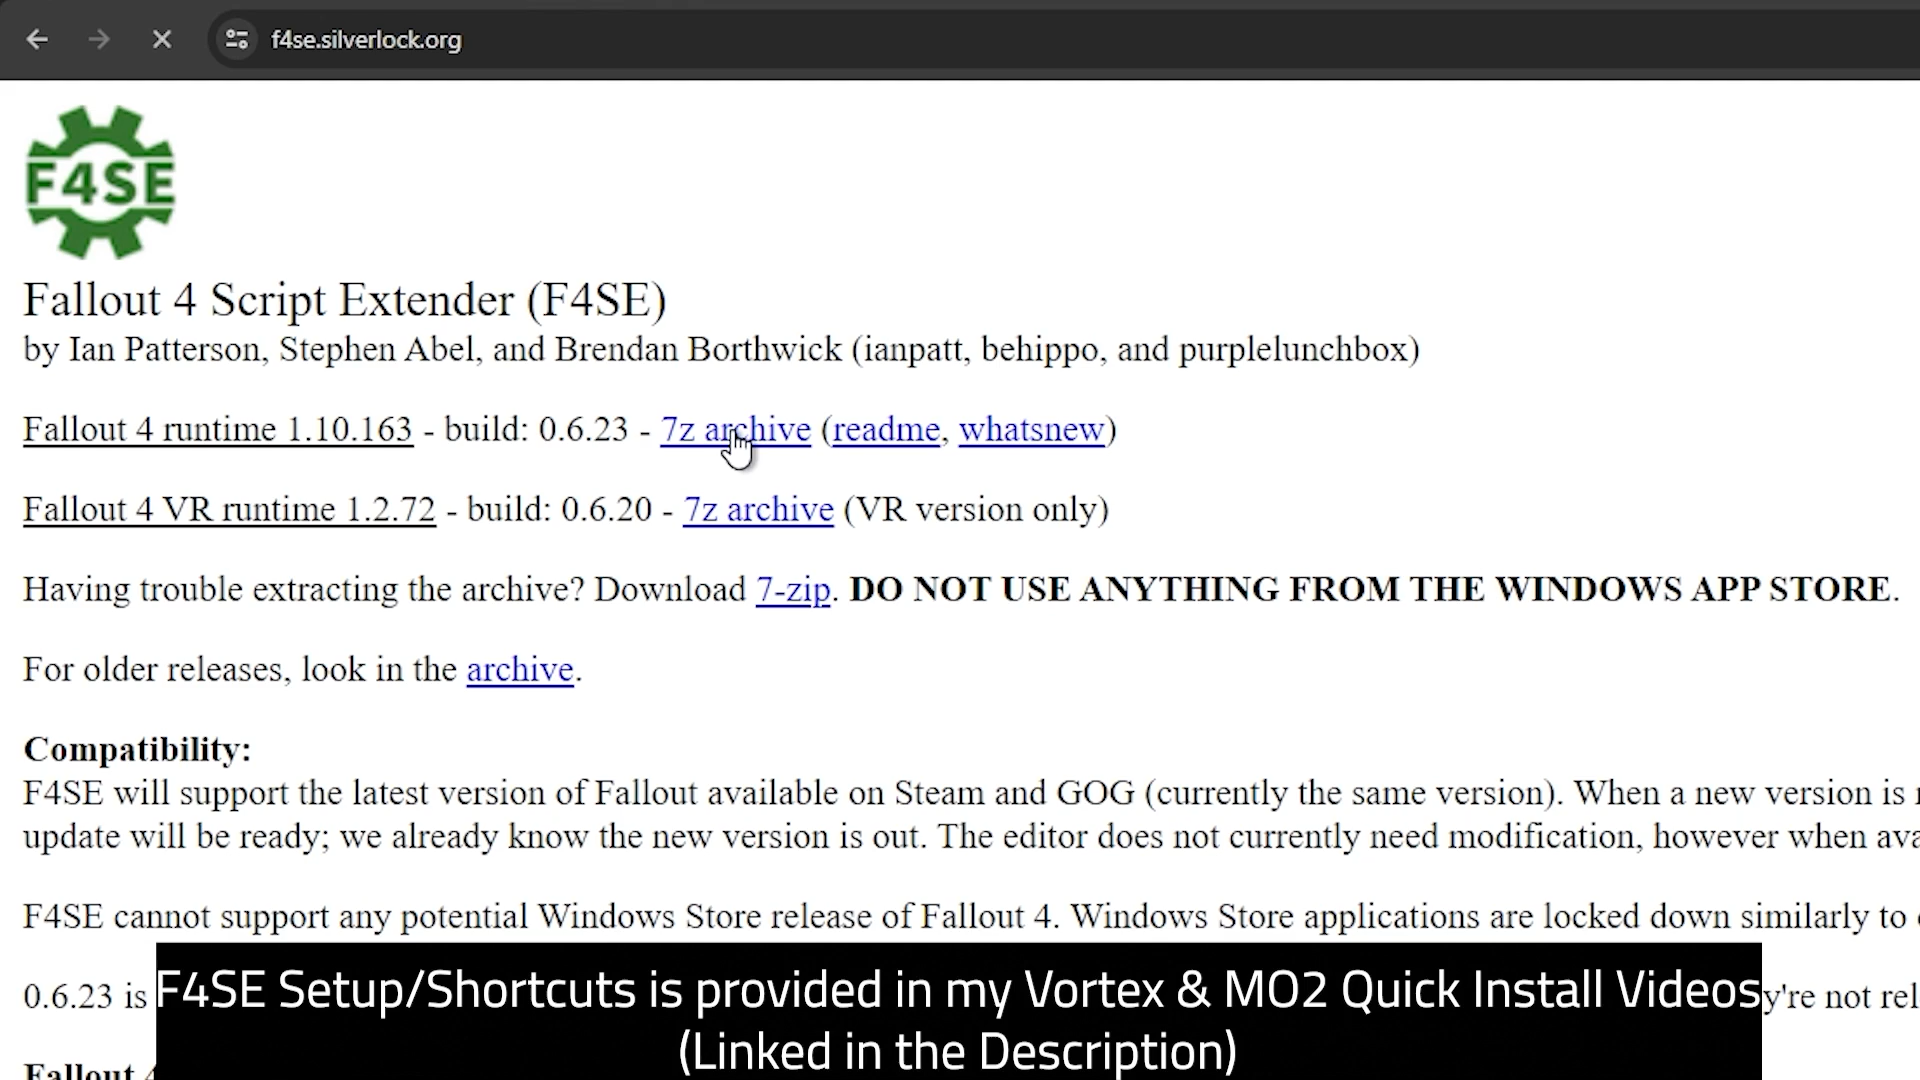 f4se.silverlock.org
F4SE
Fallout 4 Script Extender (F4SE)
by Ian Patterson, Stephen Abel, and Brendan Borthwick (ianpatt, behippo, and purplelunchbox)
Fallout 4 runtime 1.10.163 - build: 0.6.23 - 7z archive (readme, whatsnew)
Fallout 4 VR runtime 1.2.72 - build: 0.6.20 - 7z archive (VR version only)
Having trouble extracting the archive? Download 7-zip. DO NOT USE ANYTHING FROM THE WINDOWS APP STORE.
For older releases, look in the archive.
Compatibility:
F4SE will support the latest version of Fallout available on Steam and GOG (currently the same version). When a new version is
update will be ready; we already know the new version is out. The editor does not currently need modification, however when
F4SE cannot support any potential Windows Store release of Fallout 4. Windows Store applications are locked down similarly to
0.6.23 is
y're not rel
F4SE Setup/Shortcuts is provided in my Vortex & MO2 Quick Install Videos
(Linked in the Description)
Fallout